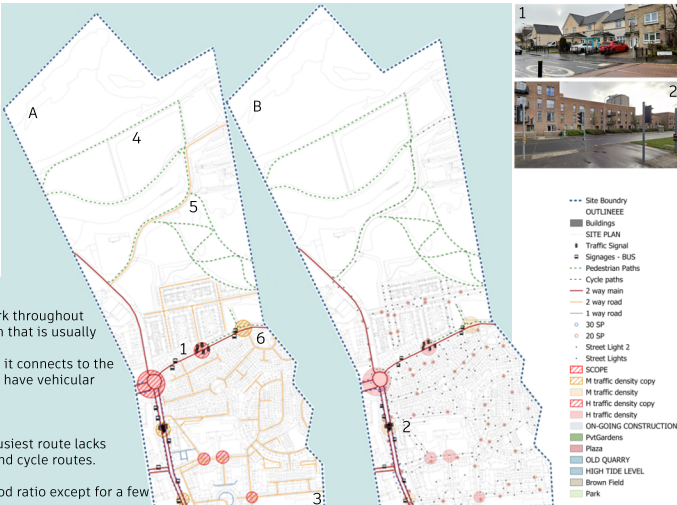 1
2
A
B
4
5
1
6
2
3
rk throughout
n that is usually
it connects to the
have vehicular
usiest route lacks
nd cycle routes.
od ratio except for a few
Site Boundry
OUTLINEEE
Buildings
SITE PLAN
Traffic Signal
Signages - BUS
Pedestrian Paths
Cycle paths
2 way main
2 way road
1 way road
30 SP
20 SP
Street Light 2
Street Lights
SCOPE
M traffic density copy
M traffic density
H traffic density copy
H traffic density
ON-GOING CONSTRUCTION
PvtGardens
Plaza
OLD QUARRY
HIGH TIDE LEVEL
Brown Field
Park